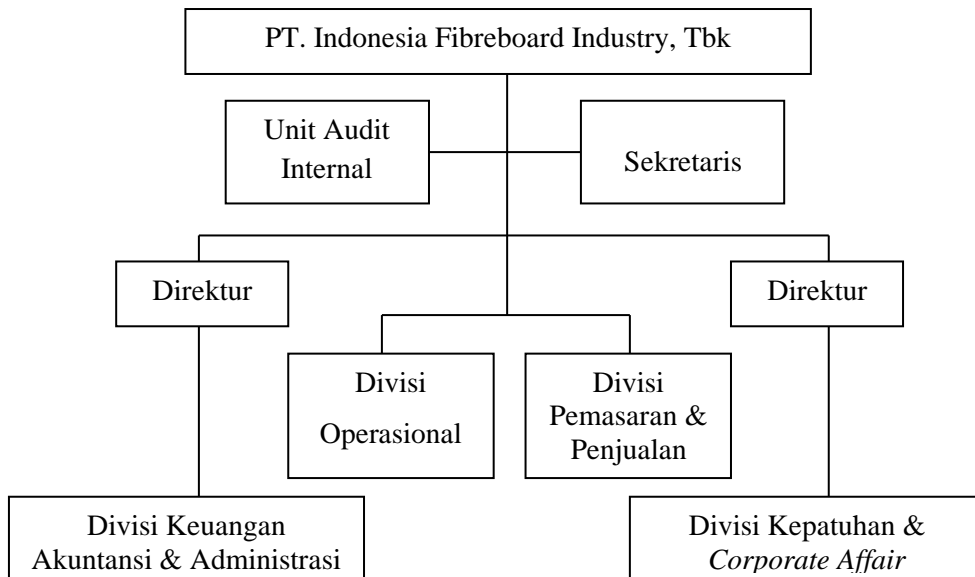 PT. Indonesia Fibreboard Industry, Tbk
Unit Audit
Internal
Sekretaris
Direktur
Direktur
Divisi
Operasional
Divisi
Pemasaran &
Penjualan
Divisi Keuangan
Akuntansi & Administrasi
Divisi Kepatuhan &
Corporate Affair